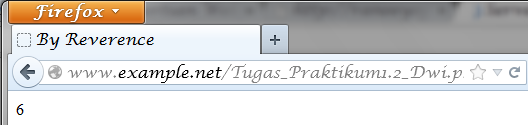 Firefox
By Reverence
www.example.net/Tugas_Praktikum1.2_Dwi.p
6